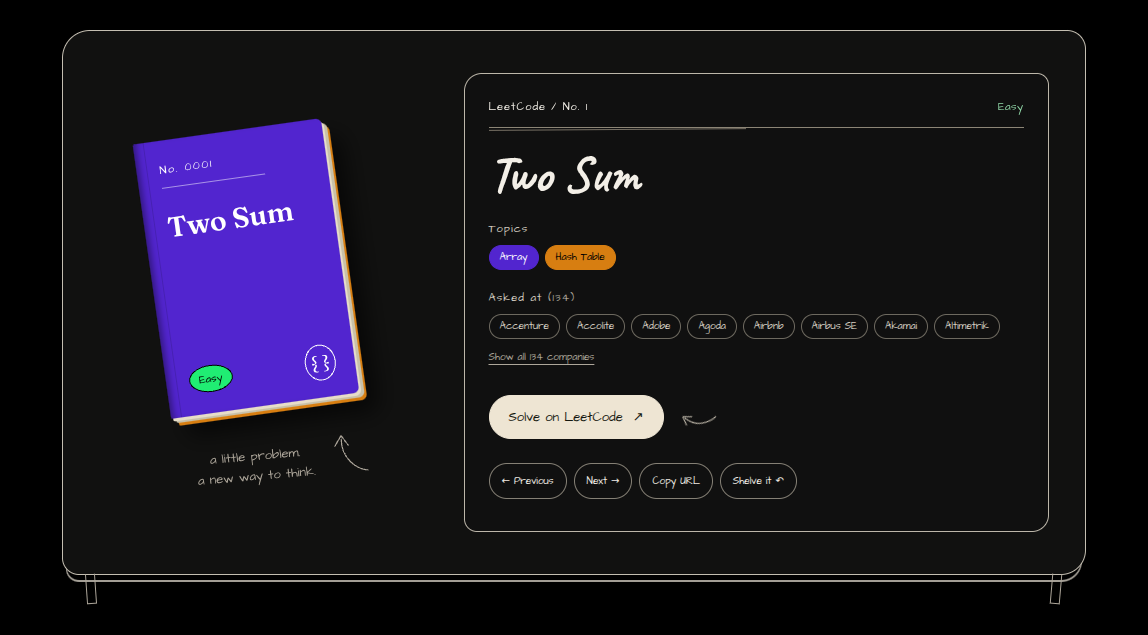 No. 0001
Two Sum
Easy
{ }
a little problem.
a new way to think.
LeetCode / No. 1
Easy
Two Sum
Topics
Array Hash Table
Asked at (134)
Accenture Accolite Adobe Agoda Airbnb Airbus SE Akamai Altimetrik
Show all 134 companies
Solve on LeetCode ↗
← Previous Next → Copy URL Shelve it ↶